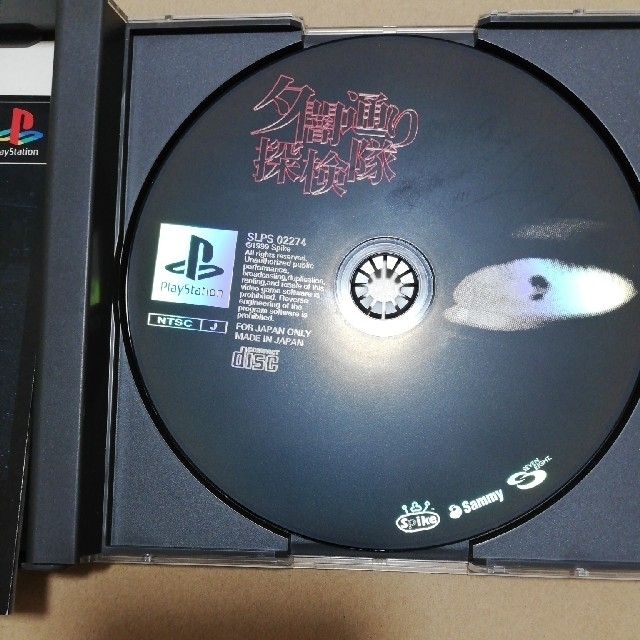 夕闇通り
探検隊
PlayStation
PlayStation
SLPS 02274
©1999 Spike
All rights reserved.
Unauthorized public
performance,
broadcasting,duplication,
renting,and resale of this
video game software is
prohibited. Reverse
engineering of the
program software is
prohibited.
NTSC J
FOR JAPAN ONLY
MADE IN JAPAN
COMPACT
disc
Spike
Sammy